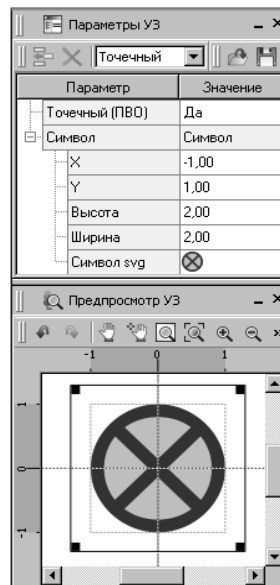 Параметры УЗ
Точечный
Параметр Значение
Точечный (ПВО) Да
Символ Символ
X -1,00
Y 1,00
Высота 2,00
Ширина 2,00
Символ svg
Предпросмотр УЗ
-1 0 1
1
0
-1